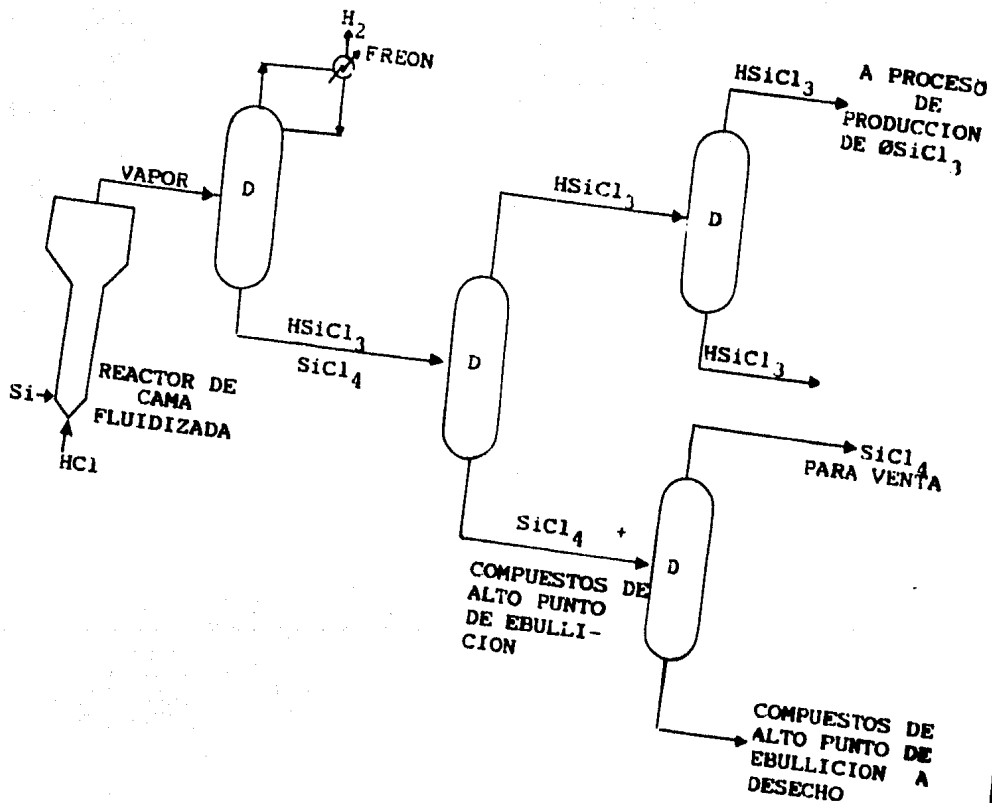 H2
FREON
HSiCl3
A PROCESO
DE
PRODUCCION
DE ØSiCl3
VAPOR
D
HSiCl3
D
HSiCl3
SiCl4
D
HSiCl3
Si
REACTOR DE
CAMA
FLUIDIZADA
HCl
SiCl4
PARA VENTA
SiCl4 +
COMPUESTOS DE
ALTO PUNTO
DE EBULLI-
CION
D
COMPUESTOS DE
ALTO PUNTO DE
EBULLICION A
DESECHO